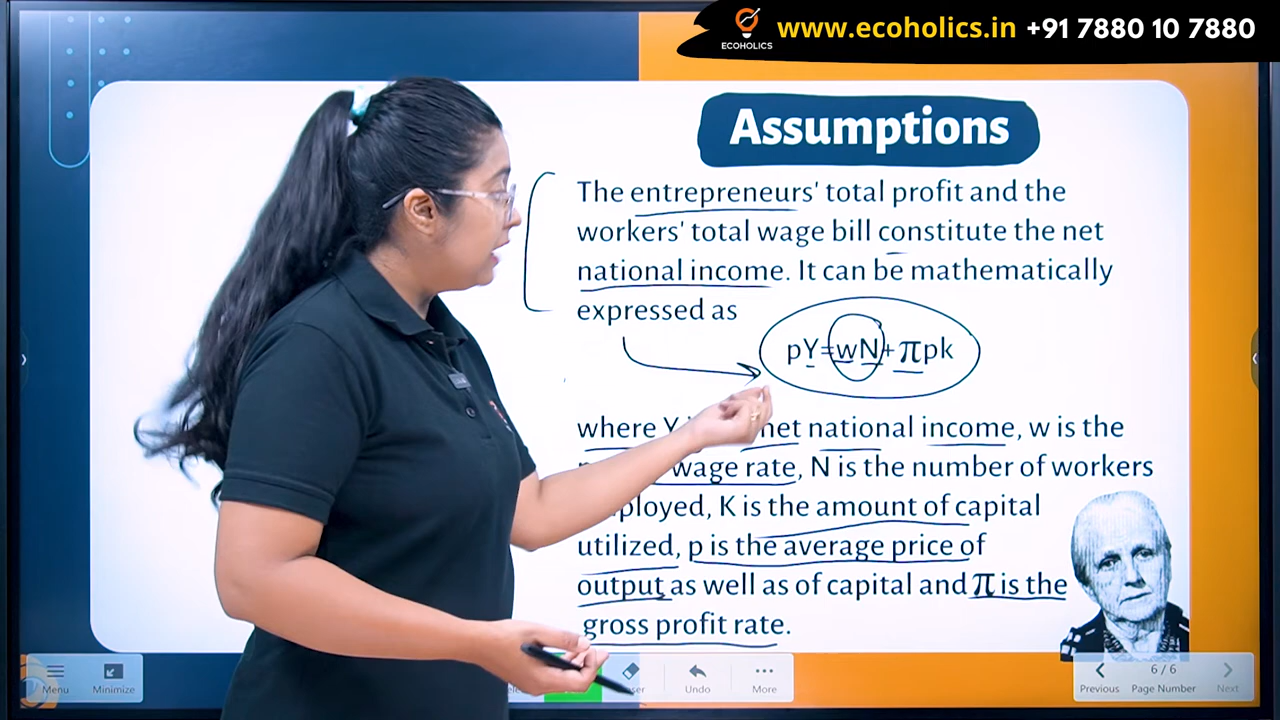 ECOHOLICS
www.ecoholics.in +91 7880 10 7880
Assumptions
The entrepreneurs' total profit and the
workers' total wage bill constitute the net
national income. It can be mathematically
expressed as
pY=wN+πpk
where Y net national income, w is the
wage rate, N is the number of workers
K is the amount of capital
utilized, p is the average price of
output as well as of capital and π is the
gross profit rate.
Menu
Minimize
Undo
More
Previous
6 / 6
Page Number
Next